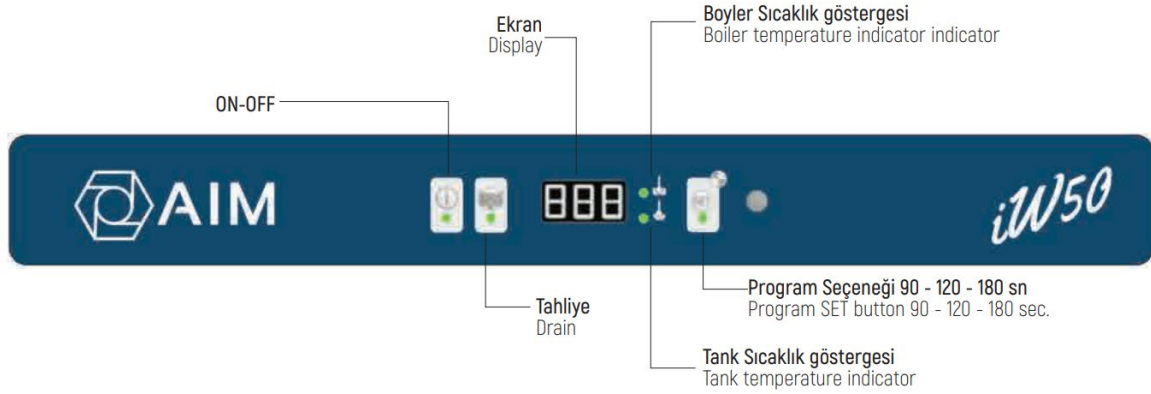 Boyler Sıcaklık göstergesi
Boiler temperature indicator indicator
Ekran
Display
ON-OFF
AIM
888
iW50
Program Seçeneği 90 - 120 - 180 sn
Program SET button 90 - 120 - 180 sec.
Tahliye
Drain
Tank Sıcaklık göstergesi
Tank temperature indicator